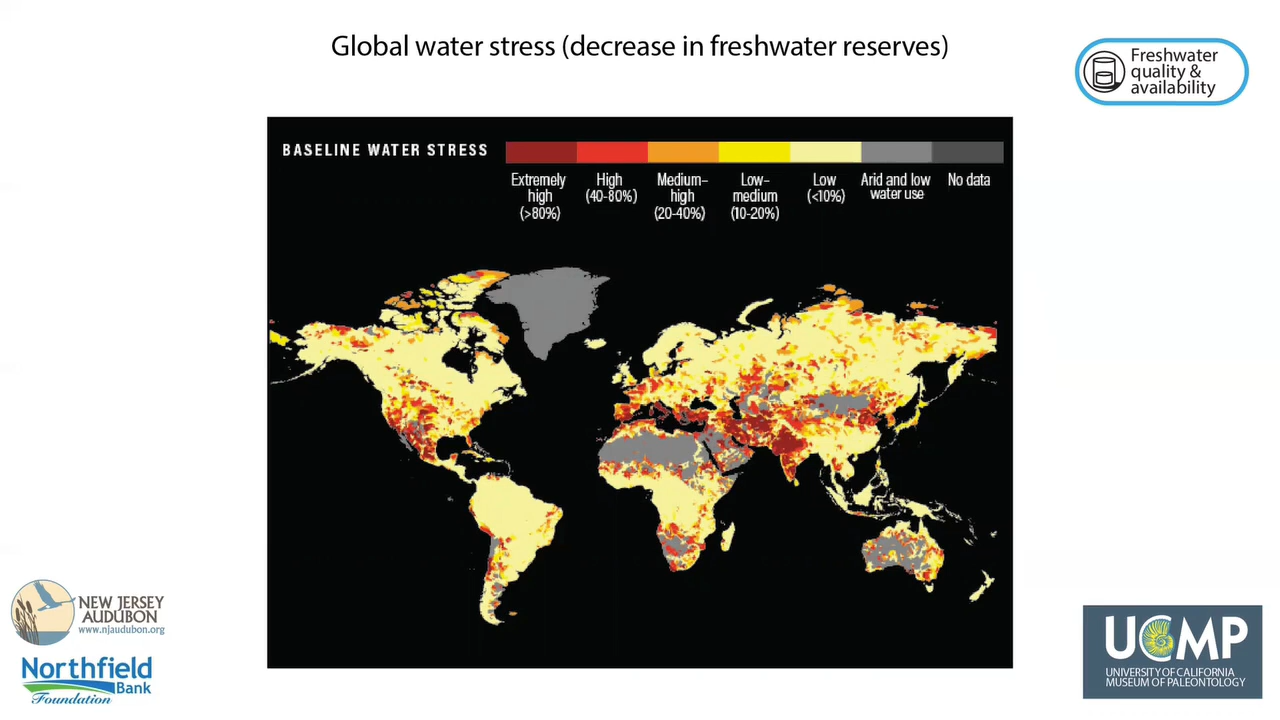 Global water stress (decrease in freshwater reserves)
Freshwater
quality &
availability
BASELINE WATER STRESS
Extremely
high
(>80%)
High
(40-80%)
Medium–
high
(20-40%)
Low–
medium
(10-20%)
Low
(<10%)
Arid and low
water use
No data
NEW JERSEY
AUDUBON
www.njaudubon.org
Northfield
Bank
Foundation
UCMP
UNIVERSITY OF CALIFORNIA
MUSEUM OF PALEONTOLOGY